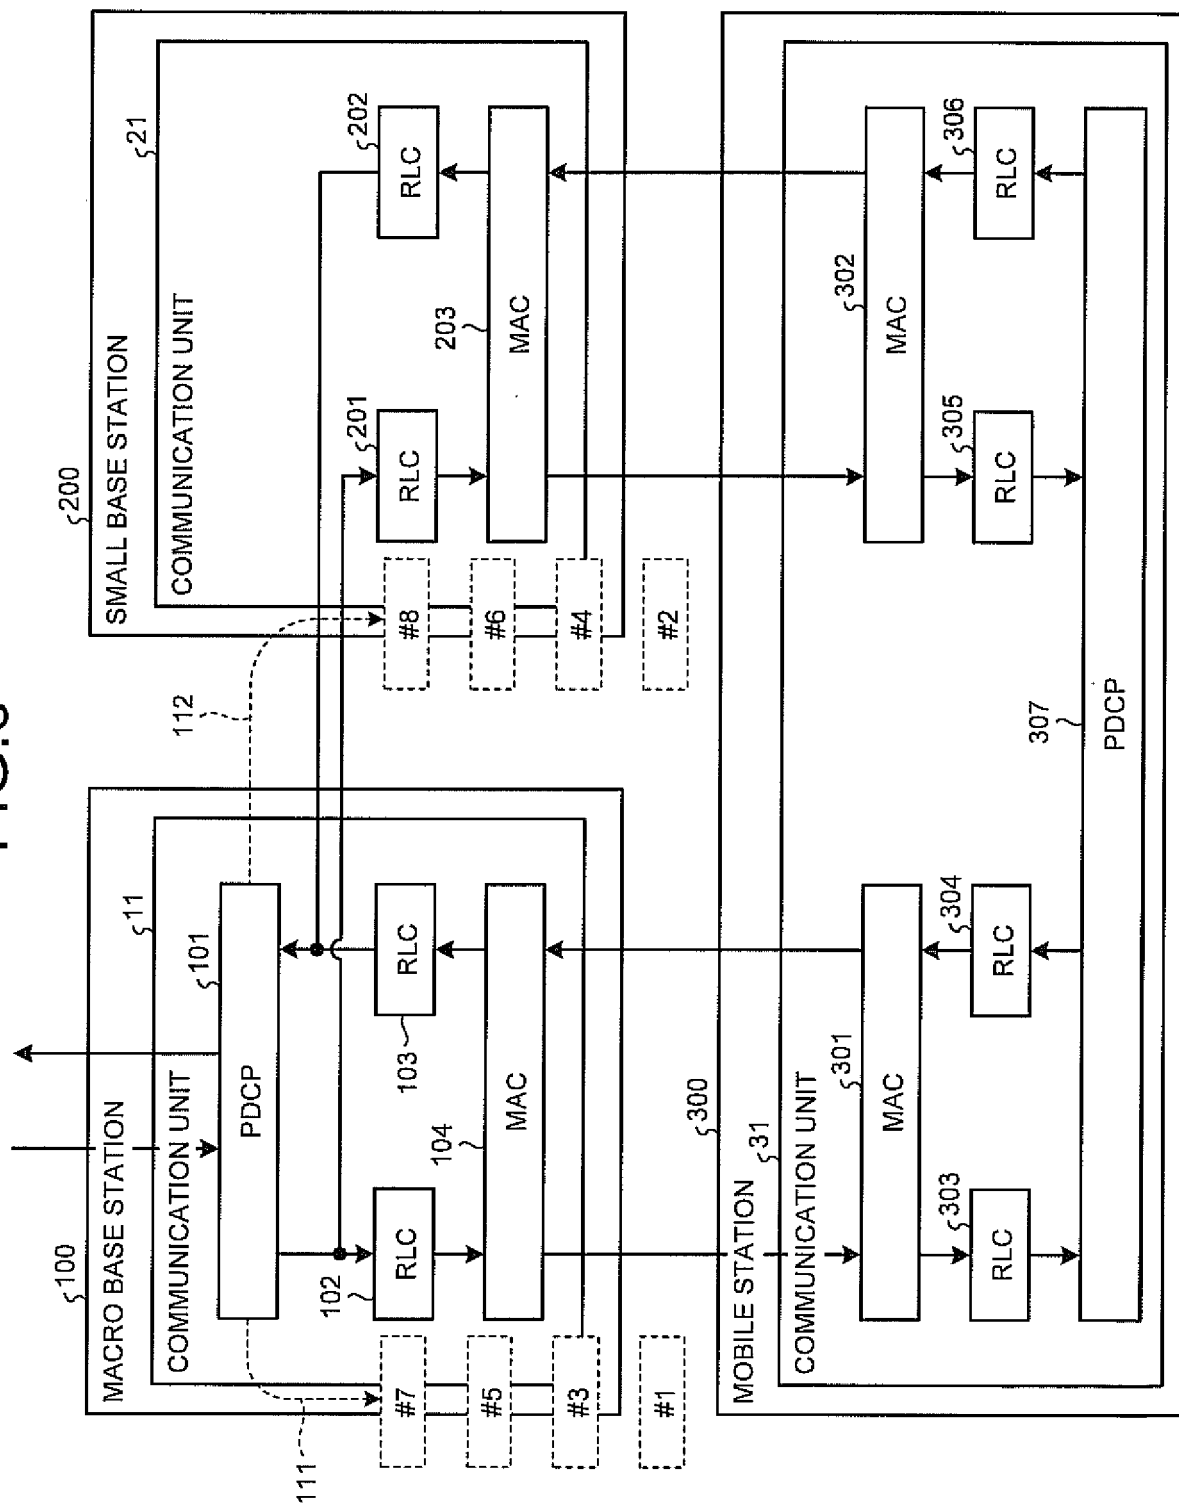 100
MACRO BASE STATION
11
COMMUNICATION UNIT
101
PDCP
111
112
102
RLC
103
RLC
104
MAC
#7
#5
#3
#1
200
SMALL BASE STATION
21
COMMUNICATION UNIT
201
RLC
202
RLC
203
MAC
#8
#6
#4
#2
300
MOBILE STATION
31
COMMUNICATION UNIT
301
MAC
302
MAC
303
RLC
304
RLC
305
RLC
306
RLC
307
PDCP